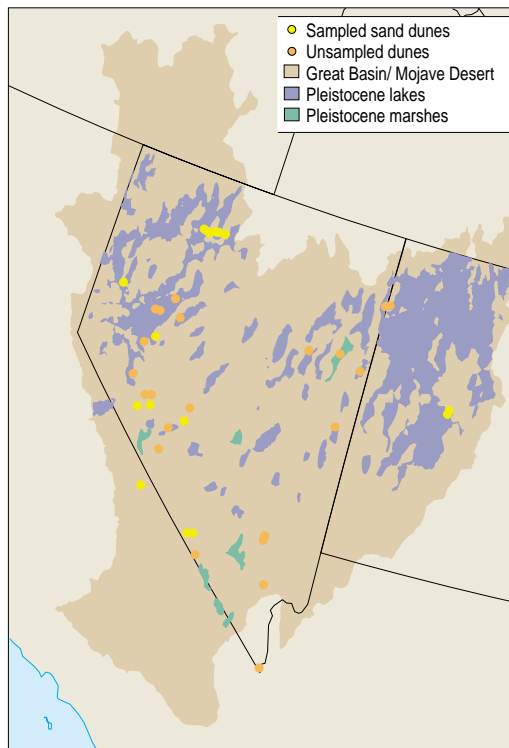 Sampled sand dunes
Unsampled dunes
Great Basin/ Mojave Desert
Pleistocene lakes
Pleistocene marshes